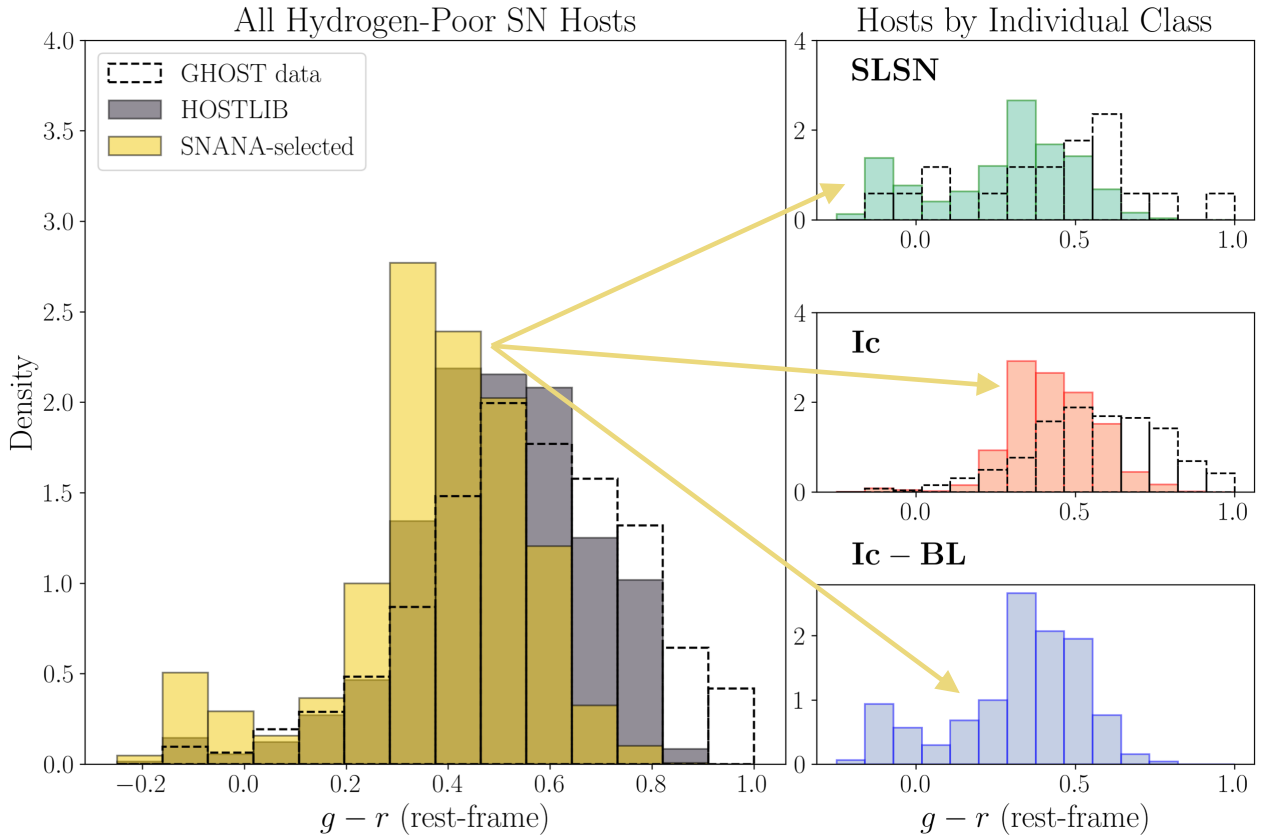 All Hydrogen-Poor SN Hosts
GHOST data
HOSTLIB
SNANA-selected
Density
4.0
3.5
3.0
2.5
2.0
1.5
1.0
0.5
0.0
−0.2 0.0 0.2 0.4 0.6 0.8 1.0
g − r (rest-frame)
Hosts by Individual Class
SLSN
4
2
0
0.0 0.5 1.0
Ic
4
2
0
0.0 0.5 1.0
Ic − BL
2
1
0
0.0 0.5 1.0
g − r (rest-frame)